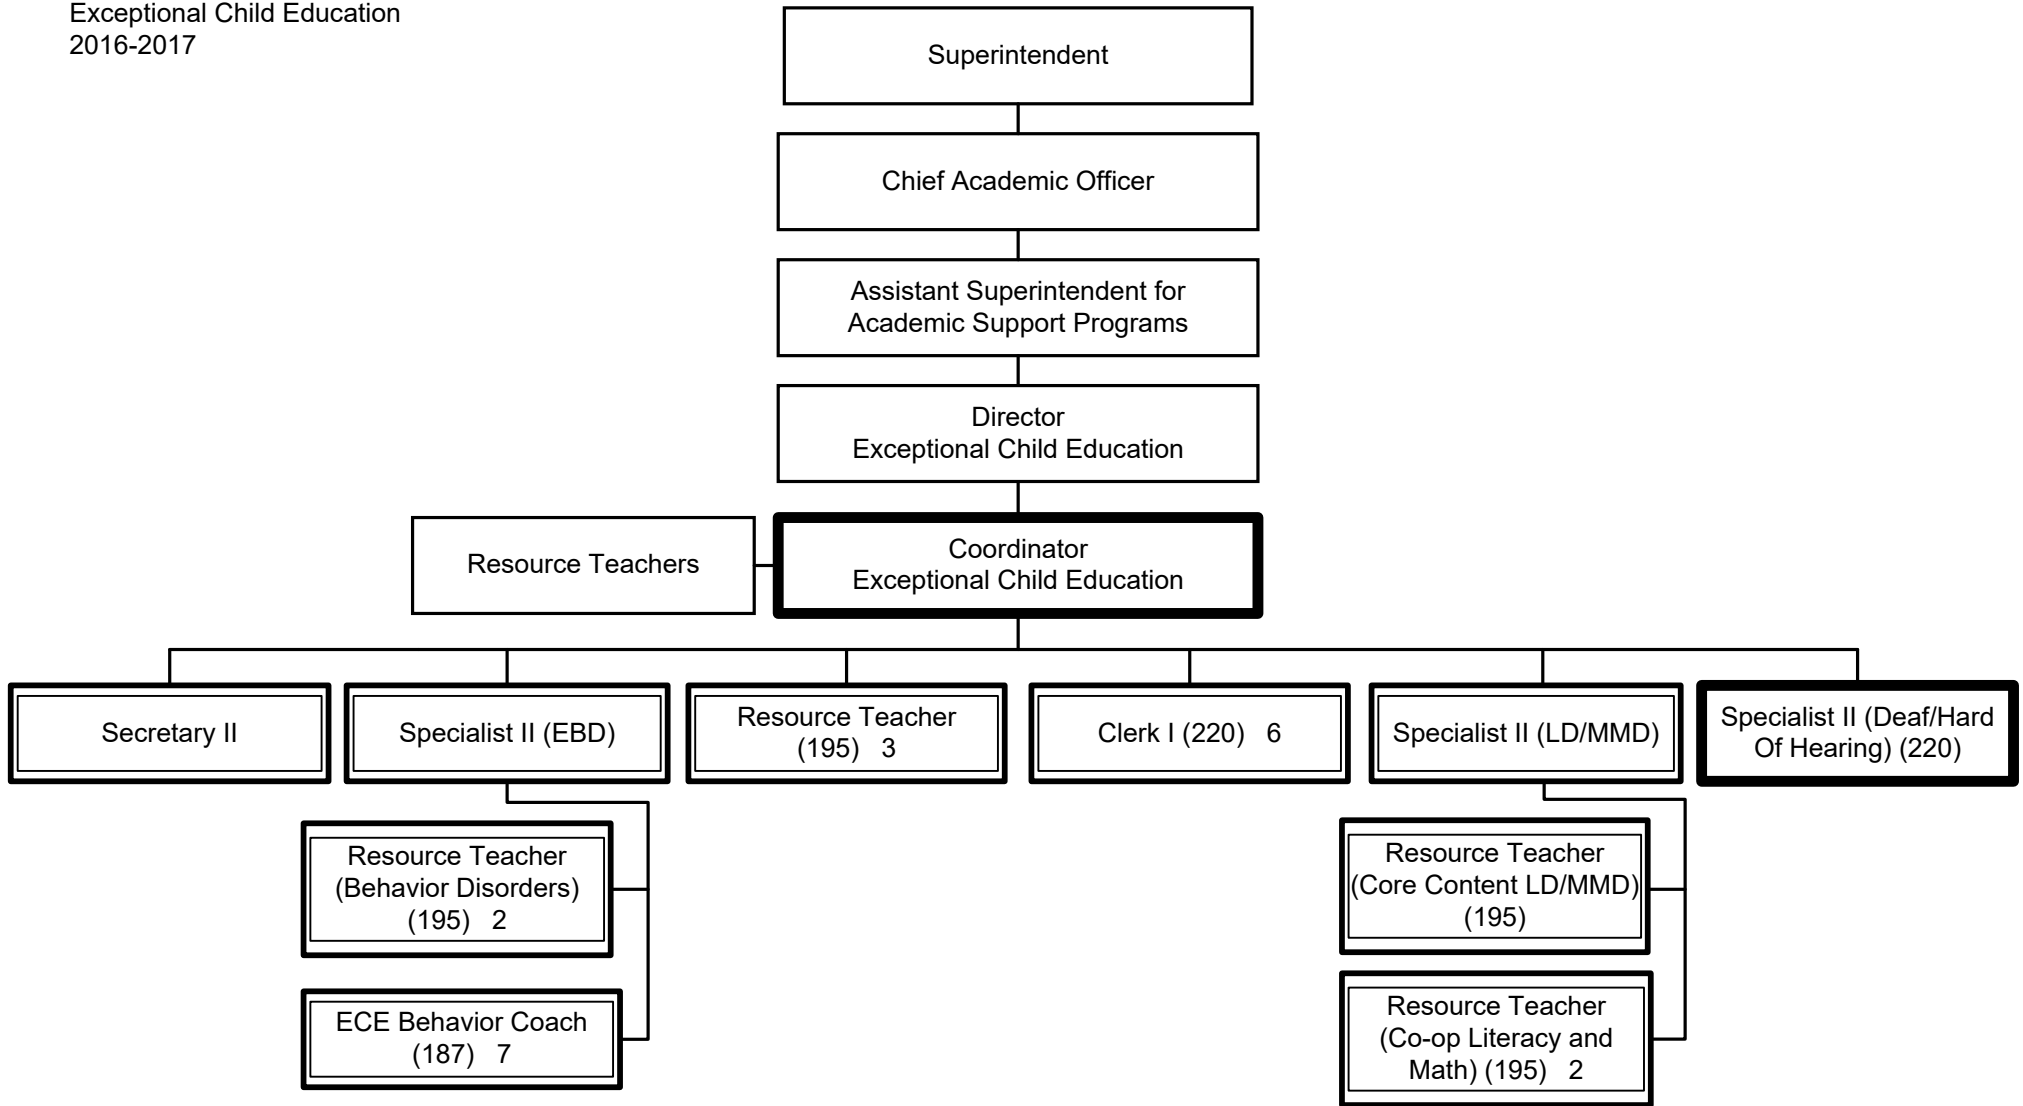 Exceptional Child Education
2016-2017
Superintendent
Chief Academic Officer
Assistant Superintendent for
Academic Support Programs
Director
Exceptional Child Education
Resource Teachers
Coordinator
Exceptional Child Education
Secretary II
Specialist II (EBD)
Resource Teacher
(195) 3
Clerk I (220) 6
Specialist II (LD/MMD)
Specialist II (Deaf/Hard
Of Hearing) (220)
Resource Teacher
(Behavior Disorders)
(195) 2
ECE Behavior Coach
(187) 7
Resource Teacher
(Core Content LD/MMD)
(195)
Resource Teacher
(Co-op Literacy and
Math) (195) 2